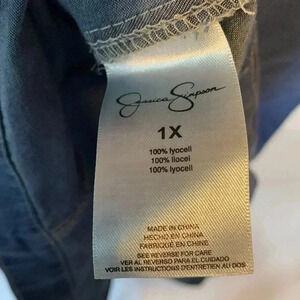 Jessica Simpson
1X
100% lyocell
100% liocel
100% lyocell
MADE IN CHINA
HECHO EN CHINA
FABRIQUÉ EN CHINE
SEE REVERSE FOR CARE
VER AL REVERSO PARA EL CUIDADO
VOIR LES INSTRUCTIONS D'ENTRETIEN AU DOS